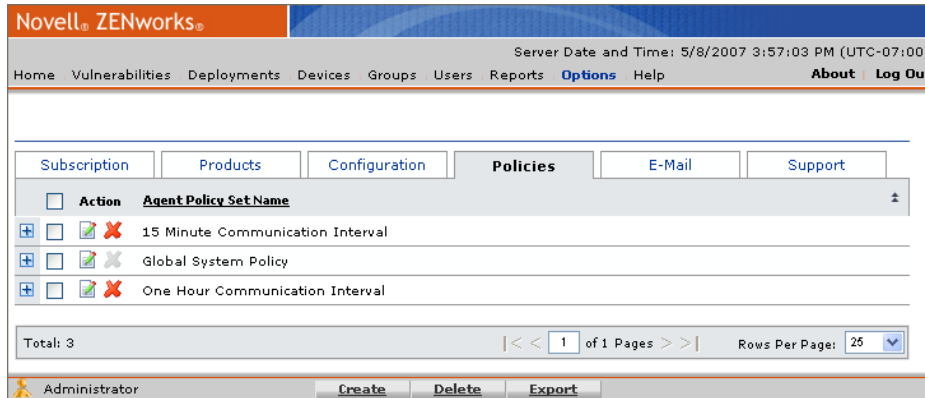 Novell® ZENworks®
Server Date and Time: 5/8/2007 3:57:03 PM (UTC-07:00
Home Vulnerabilities Deployments Devices Groups Users Reports Options Help About | Log Ou
Subscription Products Configuration Policies E-Mail Support
Action Agent Policy Set Name
15 Minute Communication Interval
Global System Policy
One Hour Communication Interval
Total: 3 |< < 1 of 1 Pages > >| Rows Per Page: 25
Administrator Create Delete Export